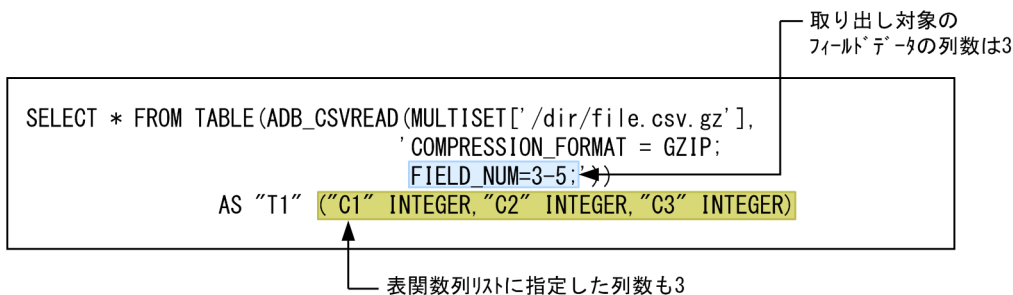 取り出し対象の
フィールドデータの列数は3
SELECT * FROM TABLE(ADB_CSVREAD(MULTISET['/dir/file.csv.gz'],
'COMPRESSION_FORMAT = GZIP;
FIELD_NUM=3-5;'))
AS "T1" ("C1" INTEGER,"C2" INTEGER,"C3" INTEGER)
表関数列リストに指定した列数も3